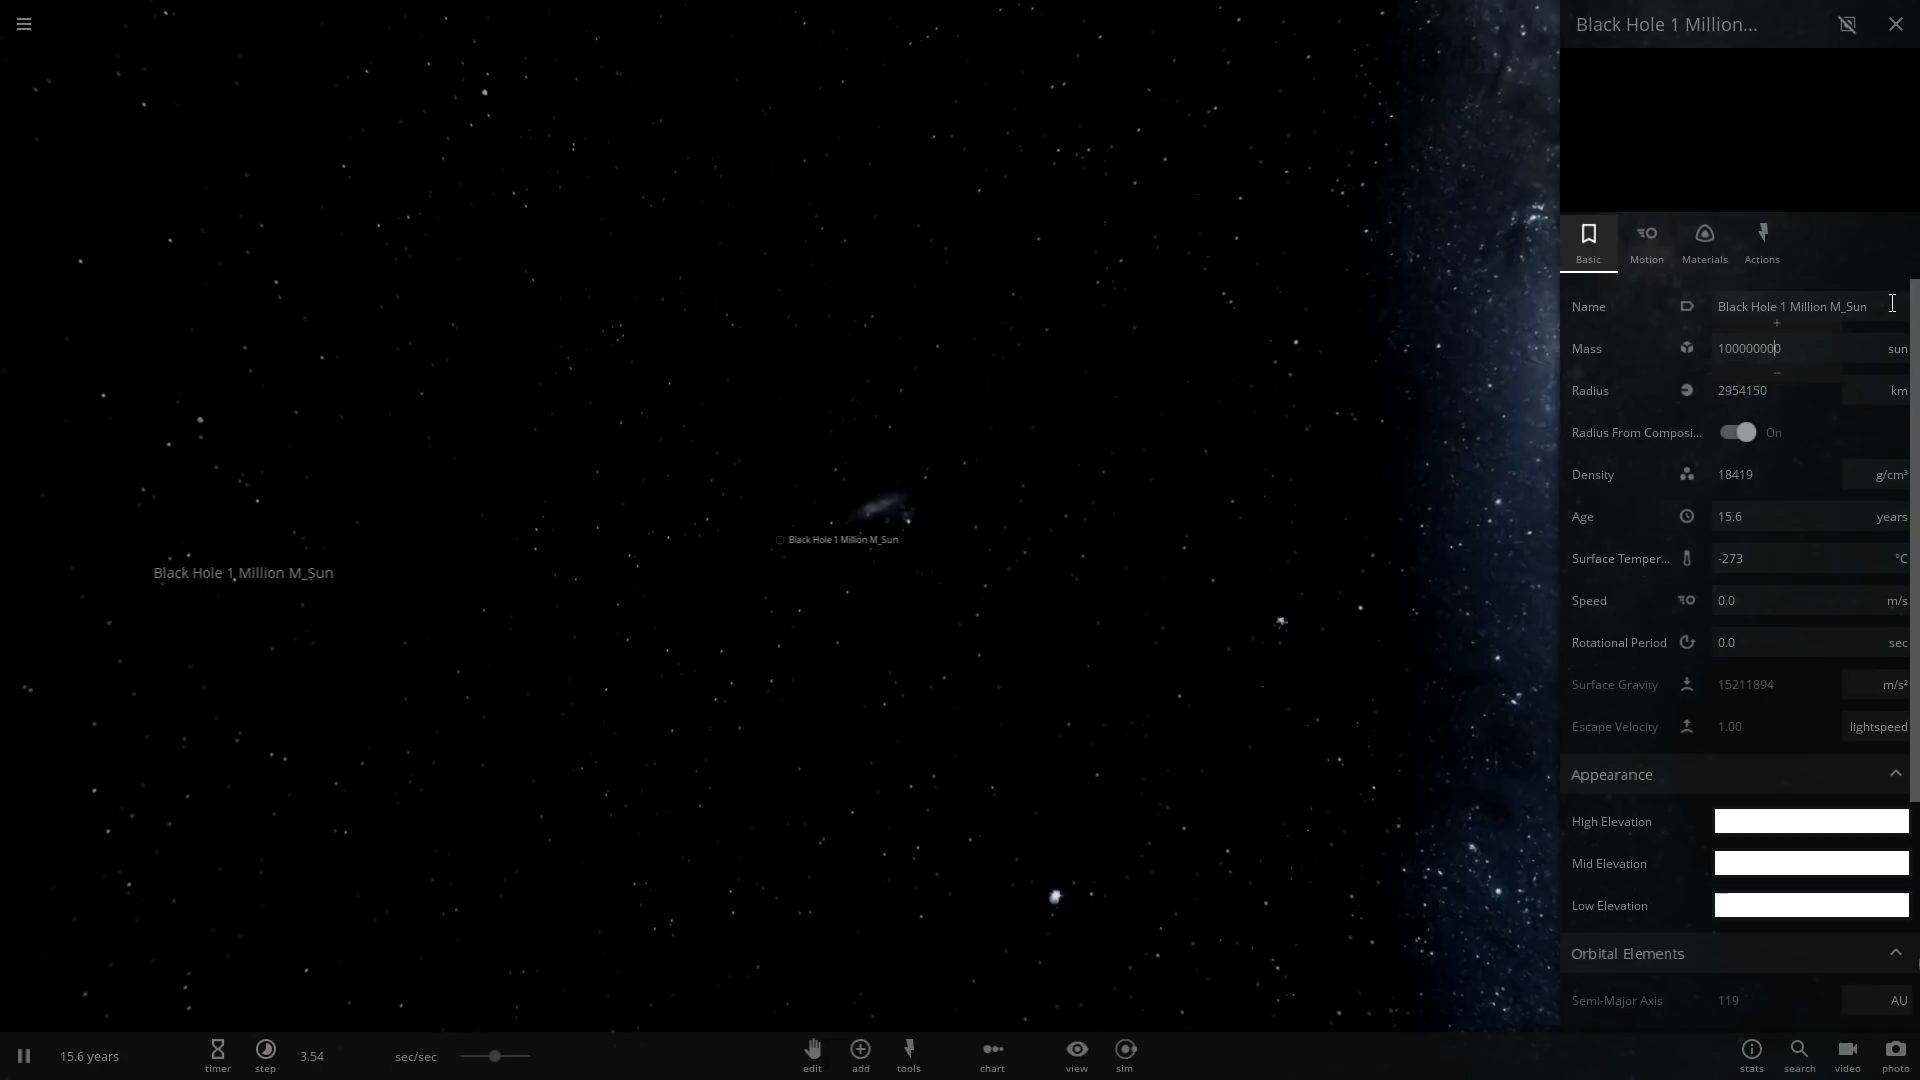 Black Hole 1 Million...
Basic
Motion
Materials
Actions
Name
Black Hole 1 Million M_Sun
+
Mass
100000000
sun
−
Radius
2954150
km
Radius From Composi...
On
Density
18419
g/cm³
Age
15.6
years
Surface Temper...
-273
°C
Speed
0.0
m/s
Rotational Period
0.0
sec
Surface Gravity
15211894
m/s²
Escape Velocity
1.00
lightspeed
Appearance
High Elevation
Mid Elevation
Low Elevation
Orbital Elements
Semi-Major Axis
119
AU
Black Hole 1 Million M_Sun
Black Hole 1 Million M_Sun
15.6 years
timer
step
3.54
sec/sec
edit
add
tools
chart
view
sim
stats
search
video
photo